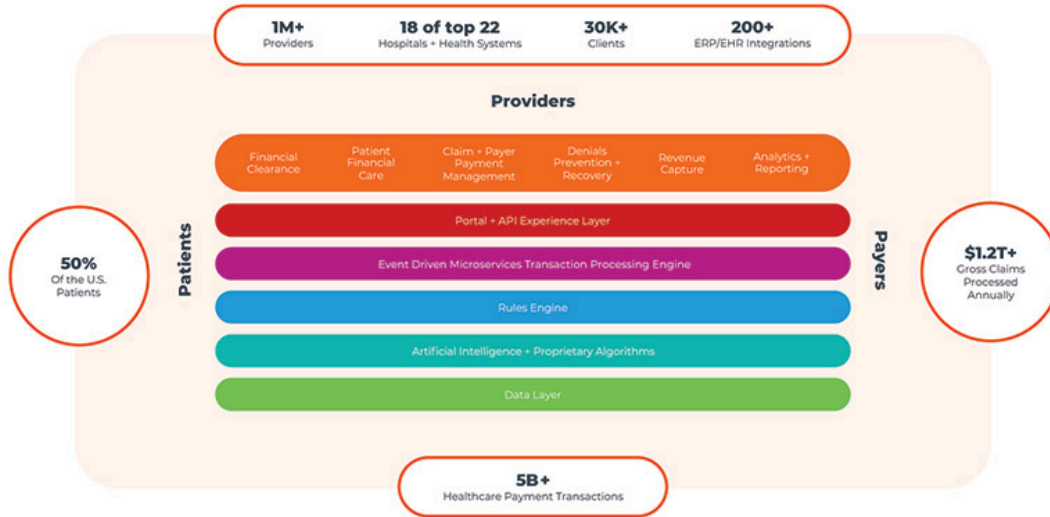 1M+
Providers
18 of top 22
Hospitals + Health Systems
30K+
Clients
200+
ERP/EHR Integrations
Providers
Financial
Clearance
Patient
Financial
Care
Claim + Payer
Payment
Management
Denials
Prevention +
Recovery
Revenue
Capture
Analytics +
Reporting
Portal + API Experience Layer
Event Driven Microservices Transaction Processing Engine
Rules Engine
Artificial Intelligence + Proprietary Algorithms
Data Layer
Patients
Payers
50%
Of the U.S.
Patients
$1.2T+
Gross Claims
Processed
Annually
5B+
Healthcare Payment Transactions